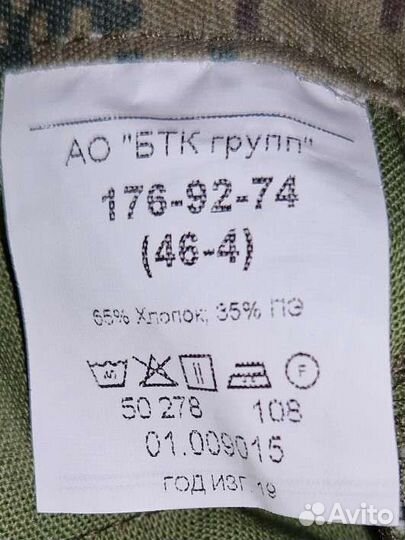 АО "БТК групп"
176-92-74
(46-4)
65% Хлопок; 35% ПЭ
F
50 278 108
01.009015
ГОД ИЗГ. 19
Avito